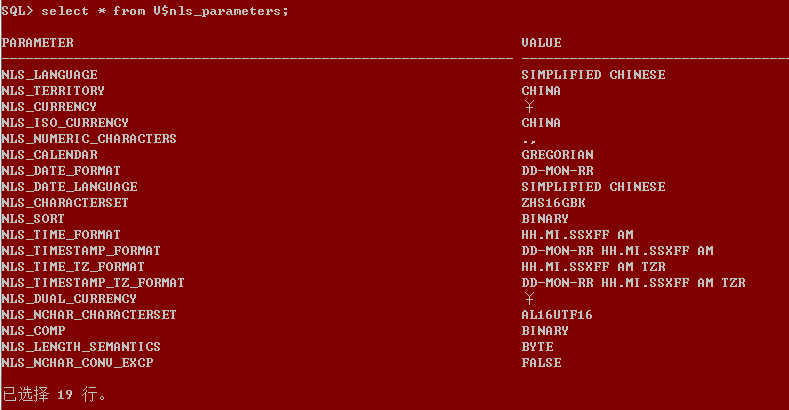 SQL> select * from V$nls_parameters;
PARAMETER VALUE
---------------------------------------------------------------- ----------------------------------
NLS_LANGUAGE SIMPLIFIED CHINESE
NLS_TERRITORY CHINA
NLS_CURRENCY ¥
NLS_ISO_CURRENCY CHINA
NLS_NUMERIC_CHARACTERS .,
NLS_CALENDAR GREGORIAN
NLS_DATE_FORMAT DD-MON-RR
NLS_DATE_LANGUAGE SIMPLIFIED CHINESE
NLS_CHARACTERSET ZHS16GBK
NLS_SORT BINARY
NLS_TIME_FORMAT HH.MI.SSXFF AM
NLS_TIMESTAMP_FORMAT DD-MON-RR HH.MI.SSXFF AM
NLS_TIME_TZ_FORMAT HH.MI.SSXFF AM TZR
NLS_TIMESTAMP_TZ_FORMAT DD-MON-RR HH.MI.SSXFF AM TZR
NLS_DUAL_CURRENCY ¥
NLS_NCHAR_CHARACTERSET AL16UTF16
NLS_COMP BINARY
NLS_LENGTH_SEMANTICS BYTE
NLS_NCHAR_CONV_EXCP FALSE
已选择 19 行。